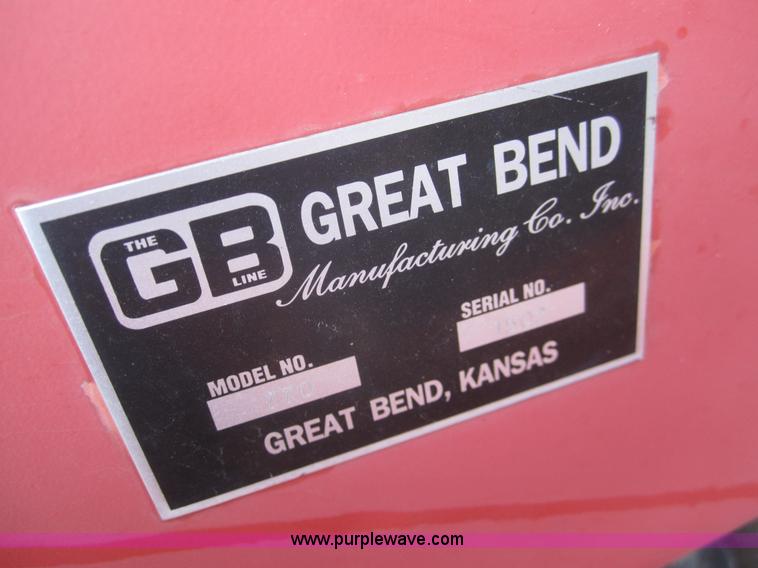 THE
GB
LINE
GREAT BEND
Manufacturing Co. Inc.
MODEL NO.
SERIAL NO.
GREAT BEND, KANSAS
www.purplewave.com